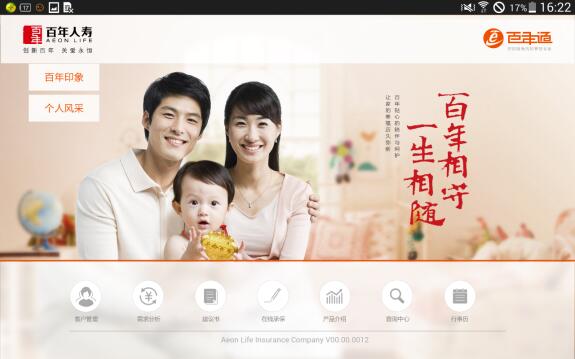 17
17%
16:22
百年人寿
AEON LIFE
创新百年 关爱永恒
百年通
百年印象
个人风采
百年贴心的陪伴与呵护
让爱的幸福历久弥新
百年相守
一生相随
客户管理
需求分析
建议书
在线承保
产品介绍
查询中心
行事历
Aeon Life Insurance Company V00.00.0012